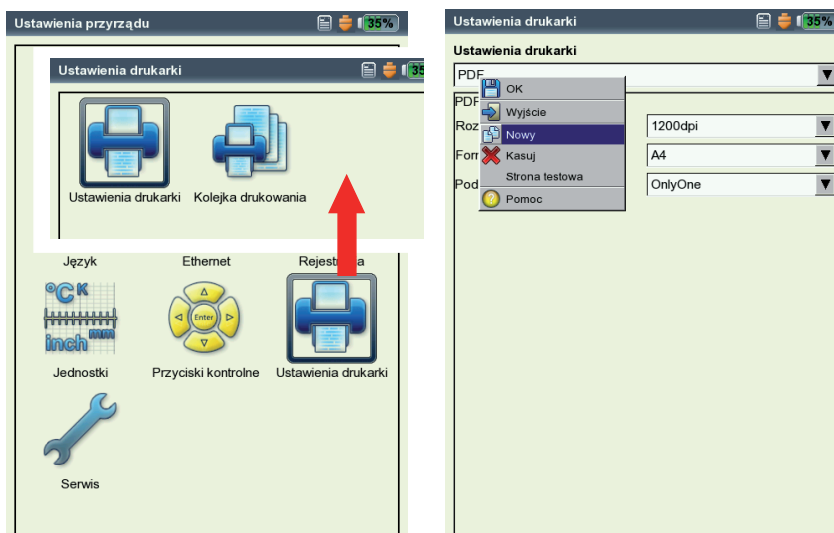 Ustawienia przyrządu
35%
Ustawienia drukarki
Ustawienia drukarki Kolejka drukowania
Język Ethernet
°C K
inch mm
Enter
Jednostki Przyciski kontrolne Ustawienia drukarki
Serwis
Ustawienia drukarki
35%
Ustawienia drukarki
PDF
OK
Wyjście
1200dpi
Nowy
Kasuj
A4
Strona testowa
OnlyOne
Pomoc